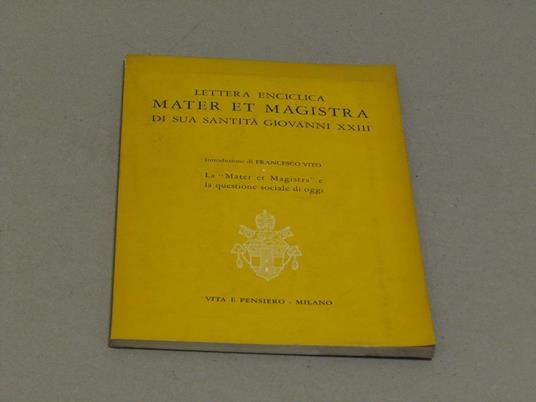 LETTERA ENCICLICA
MATER ET MAGISTRA
DI SUA SANTITÀ GIOVANNI XXIII
Introduzione di FRANCESCO VITO
La "Mater et Magistra" e
la questione sociale di oggi
VITA E PENSIERO - MILANO